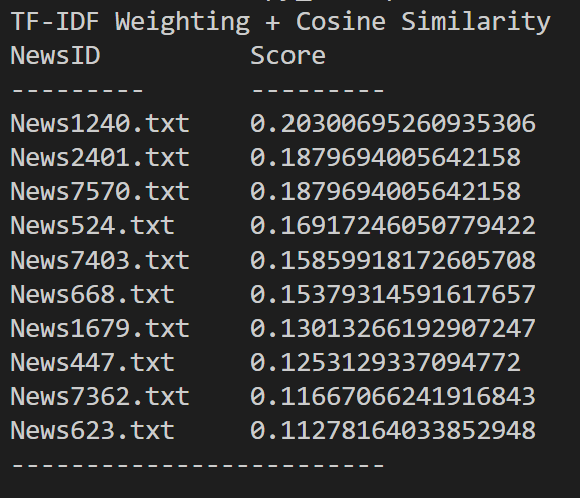 TF-IDF Weighting + Cosine Similarity
NewsID Score
--------- ---------
News1240.txt 0.20300695260935306
News2401.txt 0.1879694005642158
News7570.txt 0.1879694005642158
News524.txt 0.16917246050779422
News7403.txt 0.15859918172605708
News668.txt 0.15379314591617657
News1679.txt 0.13013266192907247
News447.txt 0.1253129337094772
News7362.txt 0.11667066241916843
News623.txt 0.11278164033852948
-------------------------